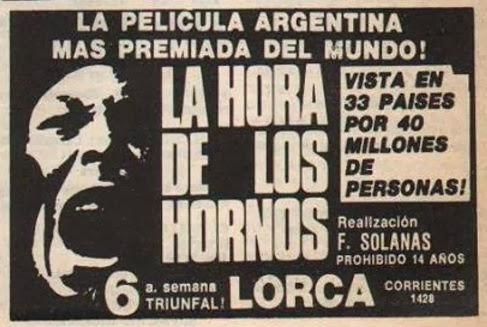 LA PELICULA ARGENTINA
MAS PREMIADA DEL MUNDO!
LA HORA
DE LOS
HORNOS
VISTA EN
33 PAISES
POR 40
MILLONES
DE
PERSONAS!
Realización
F. SOLANAS
PROHIBIDO 14 AÑOS
6 a. semana
TRIUNFAL!
LORCA
CORRIENTES
1428